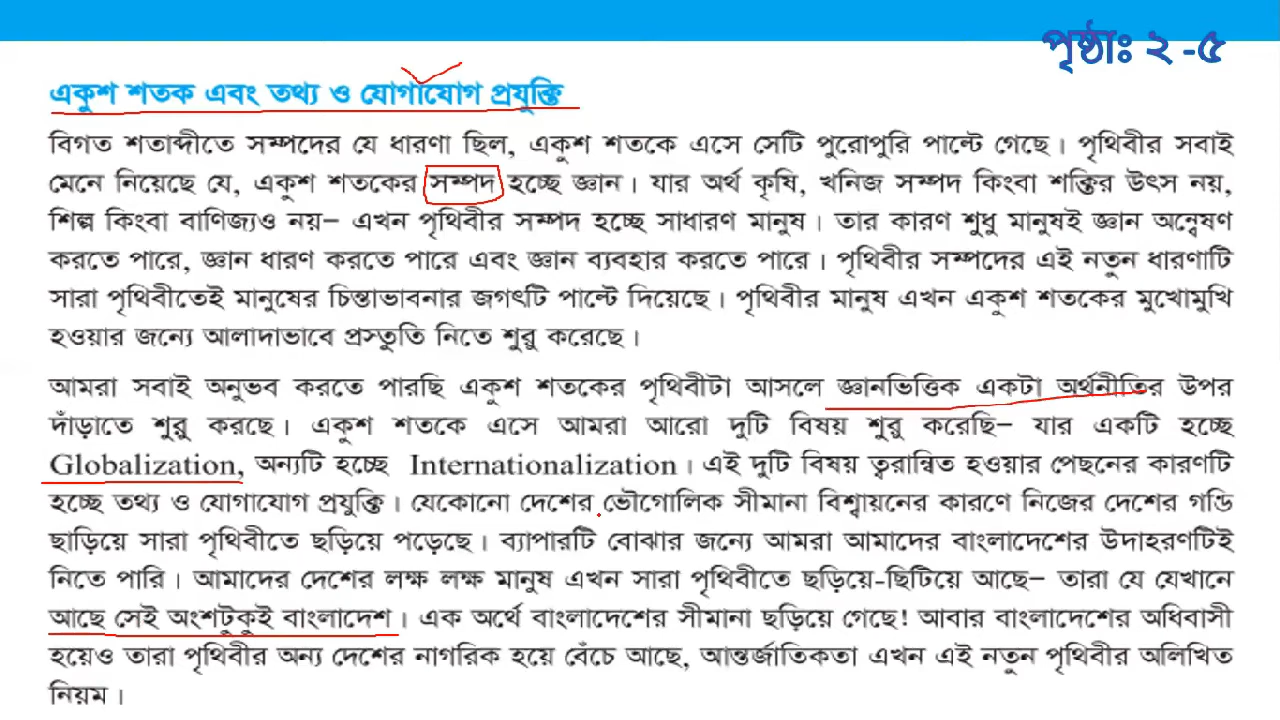 পৃষ্ঠাঃ ২ -৫
একুশ শতক এবং তথ্য ও যোগাযোগ প্রযুক্তি
বিগত শতাব্দীতে সম্পদের যে ধারণা ছিল, একুশ শতকে এসে সেটি পুরোপুরি পাল্টে গেছে। পৃথিবীর সবাই
মেনে নিয়েছে যে, একুশ শতকের সম্পদ হচ্ছে জ্ঞান। যার অর্থ কৃষি, খনিজ সম্পদ কিংবা শক্তির উৎস নয়,
শিল্প কিংবা বাণিজ্যও নয়– এখন পৃথিবীর সম্পদ হচ্ছে সাধারণ মানুষ। তার কারণ শুধু মানুষই জ্ঞান অন্বেষণ
করতে পারে, জ্ঞান ধারণ করতে পারে এবং জ্ঞান ব্যবহার করতে পারে। পৃথিবীর সম্পদের এই নতুন ধারণাটি
সারা পৃথিবীতেই মানুষের চিন্তাভাবনার জগৎটি পাল্টে দিয়েছে। পৃথিবীর মানুষ এখন একুশ শতকের মুখোমুখি
হওয়ার জন্যে আলাদাভাবে প্রস্তুতি নিতে শুরু করেছে।
আমরা সবাই অনুভব করতে পারছি একুশ শতকের পৃথিবীটা আসলে জ্ঞানভিত্তিক একটা অর্থনীতির উপর
দাঁড়াতে শুরু করছে। একুশ শতকে এসে আমরা আরো দুটি বিষয় শুরু করেছি– যার একটি হচ্ছে
Globalization, অন্যটি হচ্ছে Internationalization। এই দুটি বিষয় ত্বরান্বিত হওয়ার পেছনের কারণটি
হচ্ছে তথ্য ও যোগাযোগ প্রযুক্তি। যেকোনো দেশের ভৌগোলিক সীমানা বিশ্বায়নের কারণে নিজের দেশের গন্ডি
ছাড়িয়ে সারা পৃথিবীতে ছড়িয়ে পড়েছে। ব্যাপারটি বোঝার জন্যে আমরা আমাদের বাংলাদেশের উদাহরণটিই
নিতে পারি। আমাদের দেশের লক্ষ লক্ষ মানুষ এখন সারা পৃথিবীতে ছড়িয়ে-ছিটিয়ে আছে– তারা যে যেখানে
আছে সেই অংশটুকুই বাংলাদেশ। এক অর্থে বাংলাদেশের সীমানা ছড়িয়ে গেছে! আবার বাংলাদেশের অধিবাসী
হয়েও তারা পৃথিবীর অন্য দেশের নাগরিক হয়ে বেঁচে আছে, আন্তর্জাতিকতা এখন এই নতুন পৃথিবীর অলিখিত
নিয়ম।